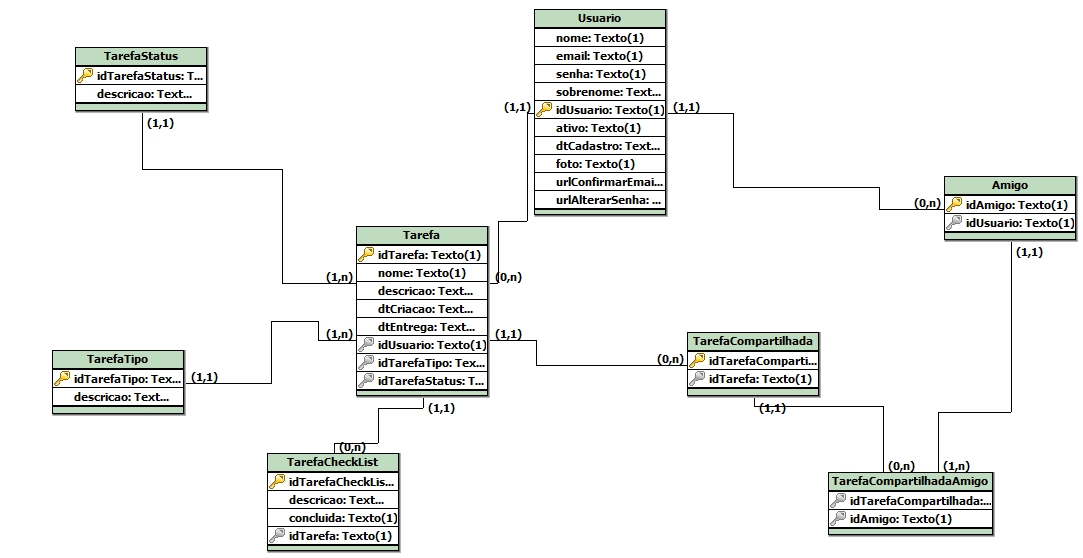 Usuario
nome: Texto(1)
email: Texto(1)
senha: Texto(1)
sobrenome: Text...
idUsuario: Texto(1)
ativo: Texto(1)
dtCadastro: Text...
foto: Texto(1)
urlConfirmarEmai...
urlAlterarSenha: ...
(1,1)
(1,1)
TarefaStatus
idTarefaStatus: T...
descricao: Text...
(1,1)
Amigo
idAmigo: Texto(1)
idUsuario: Texto(1)
(0,n)
(1,1)
Tarefa
idTarefa: Texto(1)
nome: Texto(1)
descricao: Text...
dtCriacao: Text...
dtEntrega: Text...
idUsuario: Texto(1)
idTarefaTipo: Tex...
idTarefaStatus: T...
(1,n)
(0,n)
(1,n)
(1,1)
(1,1)
TarefaTipo
idTarefaTipo: Tex...
descricao: Text...
(1,1)
TarefaCompartilhada
idTarefaComparti...
idTarefa: Texto(1)
(0,n)
(1,1)
TarefaCheckList
idTarefaCheckLis...
descricao: Text...
concluida: Texto(1)
idTarefa: Texto(1)
(0,n)
(0,n)
(1,n)
TarefaCompartilhadaAmigo
idTarefaCompartilhada:...
idAmigo: Texto(1)